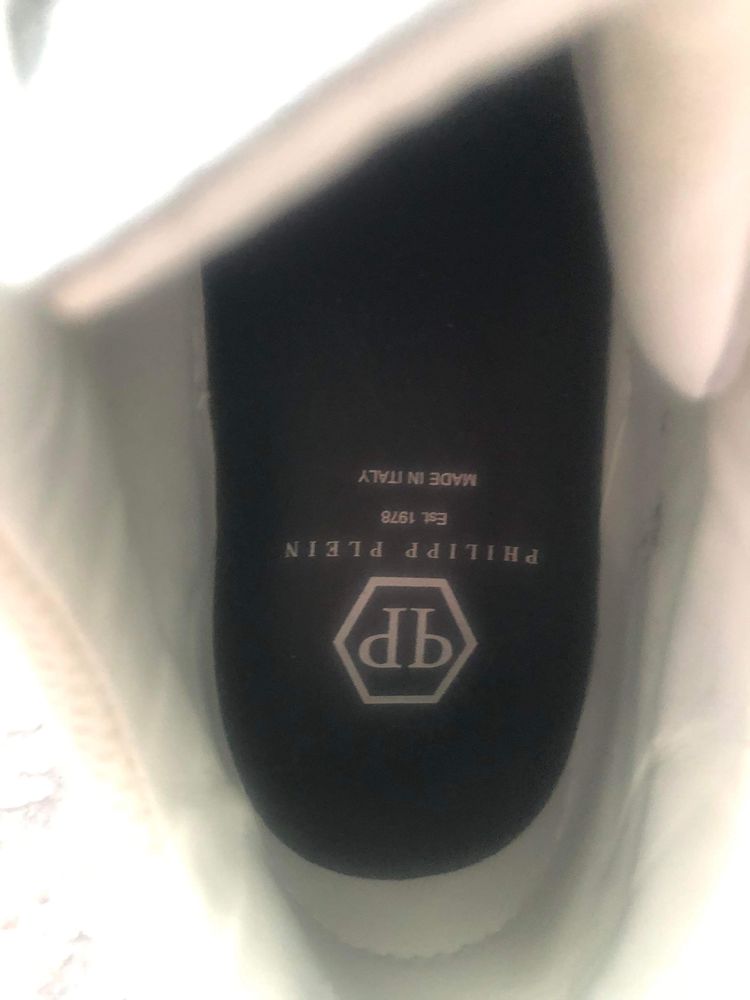 PP
PHILIPP PLEIN
Est. 1978
MADE IN ITALY